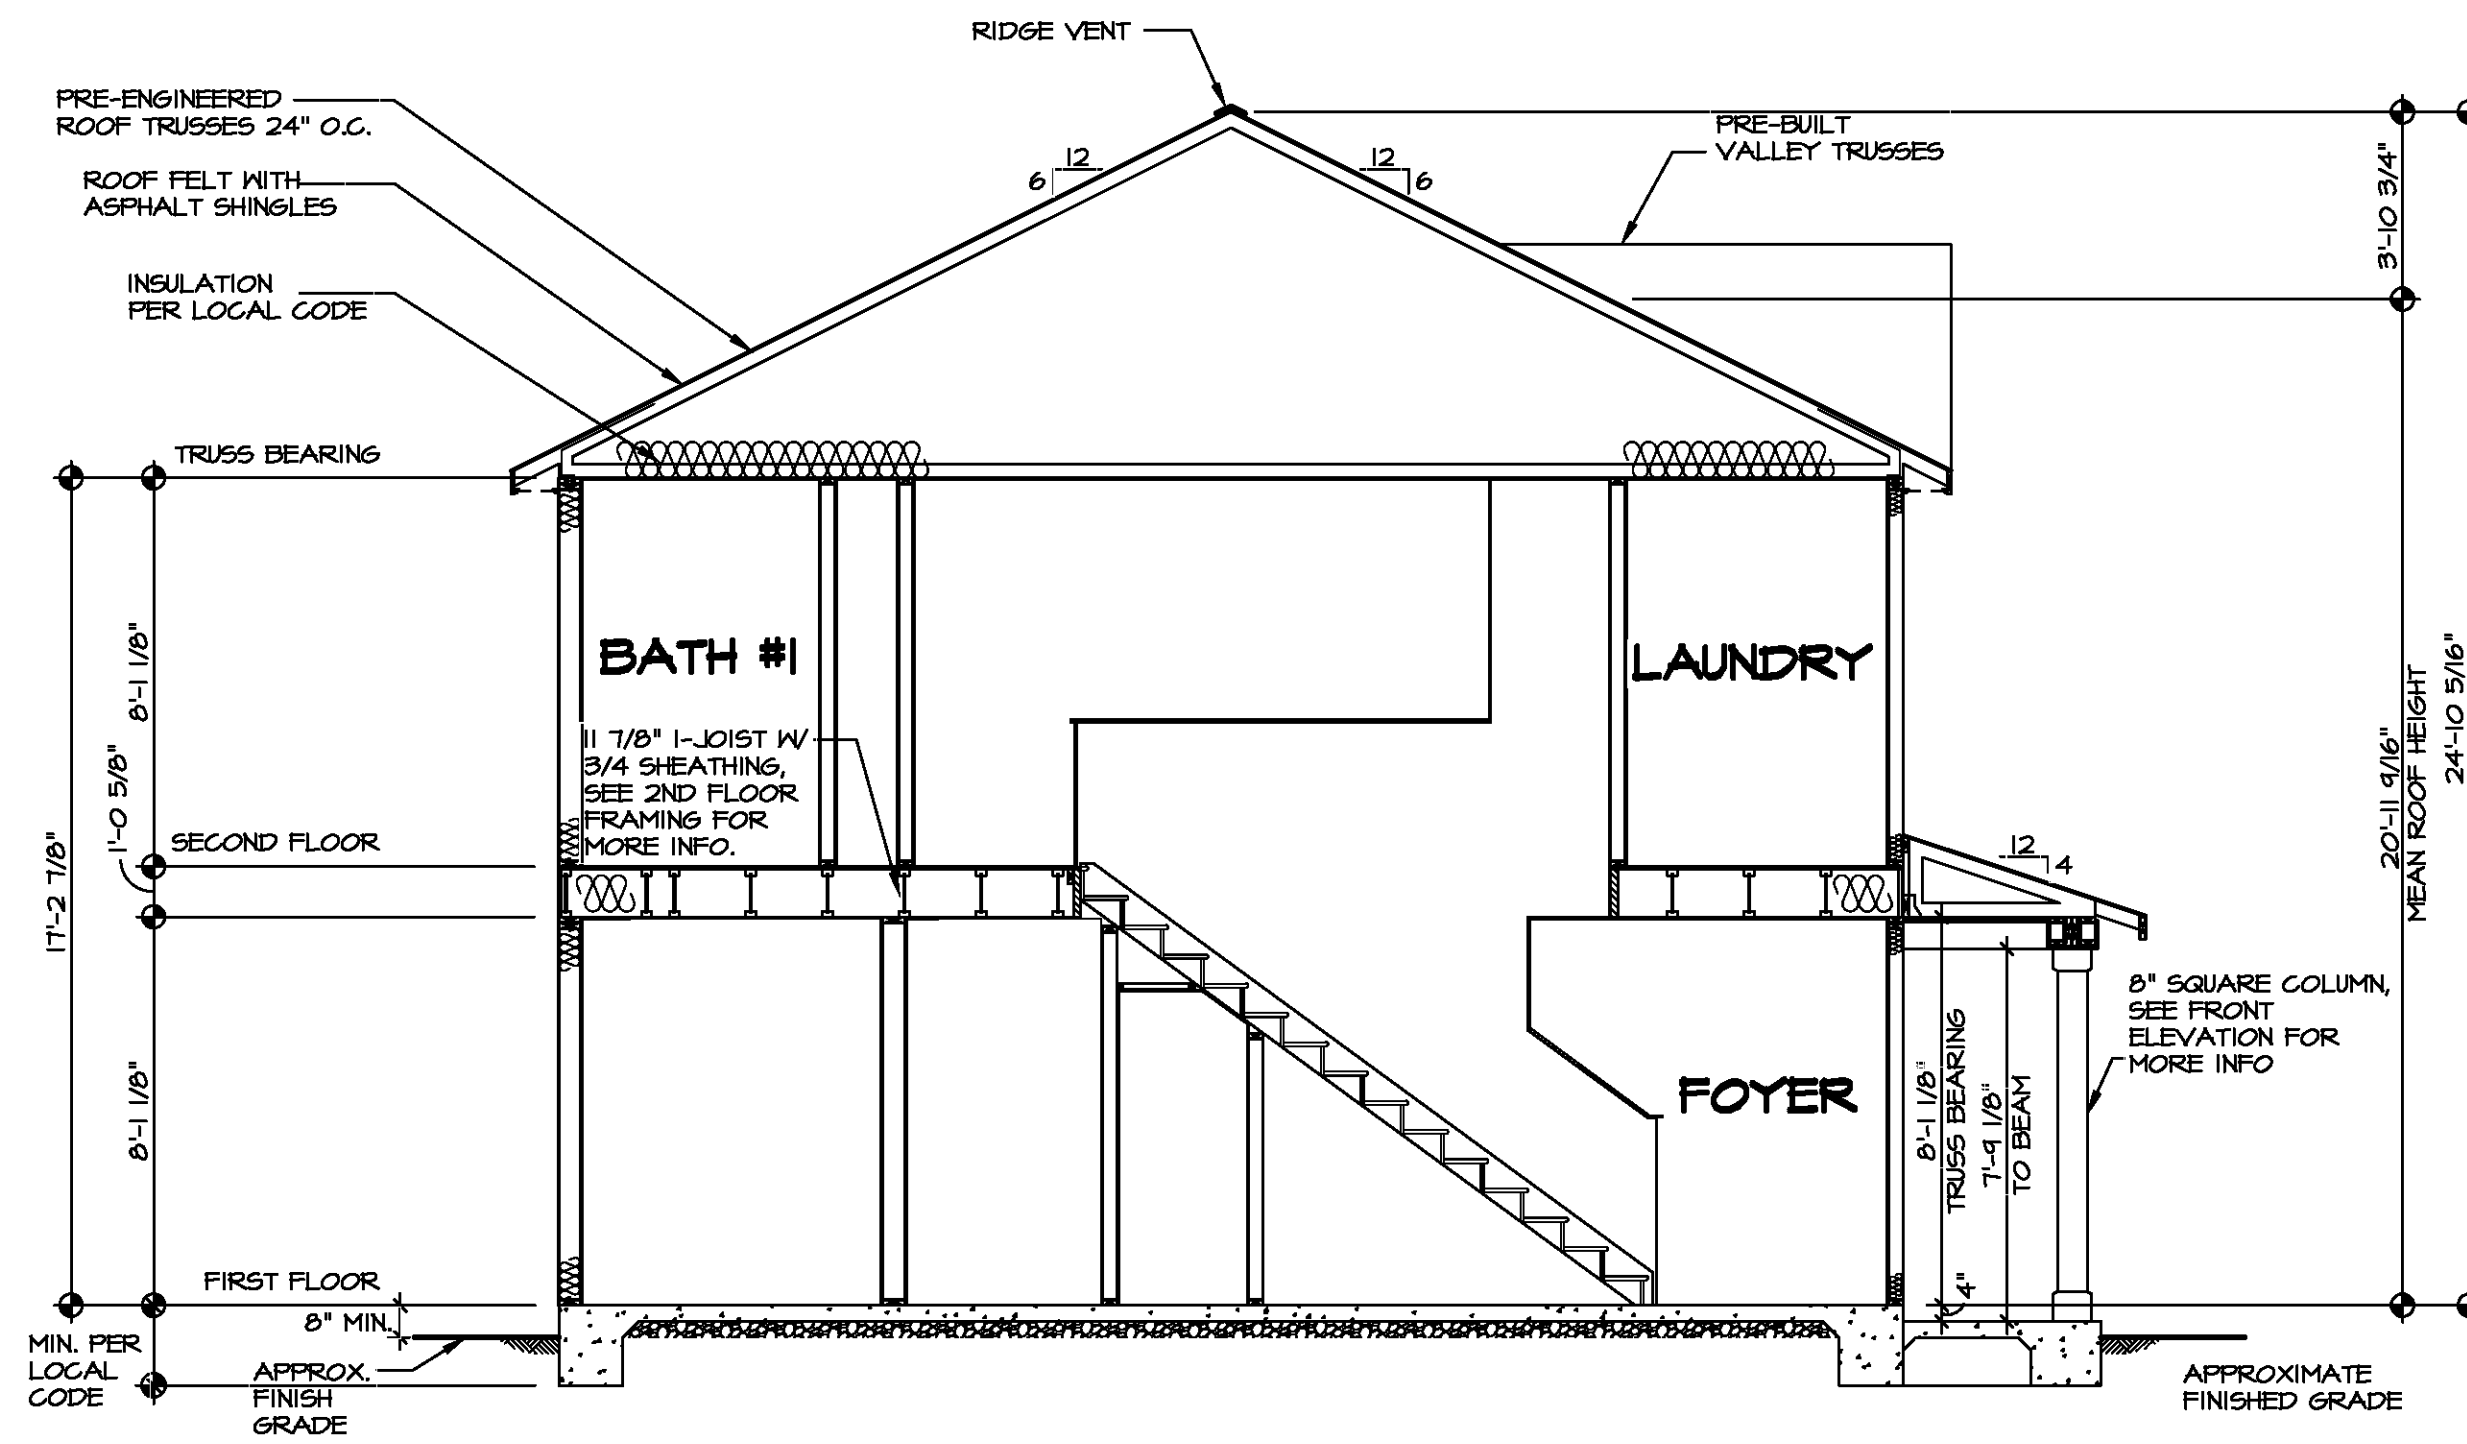 RIDGE VENT
PRE-ENGINEERED
ROOF TRUSSES 24" O.C.
ROOF FELT WITH
ASPHALT SHINGLES
INSULATION
PER LOCAL CODE
12
6
12
6
PRE-BUILT
VALLEY TRUSSES
3'-10 3/4"
TRUSS BEARING
8'-1 1/8"
1'-0 5/8"
17'-2 7/8"
SECOND FLOOR
8'-1 1/8"
FIRST FLOOR
8" MIN.
MIN. PER
LOCAL
CODE
APPROX.
FINISH
GRADE
BATH #1
11 7/8" I-JOIST W/
3/4 SHEATHING,
SEE 2ND FLOOR
FRAMING FOR
MORE INFO.
LAUNDRY
FOYER
12
4
8'-1 1/8"
TRUSS BEARING
7'-9 1/8"
TO BEAM
4"
8" SQUARE COLUMN,
SEE FRONT
ELEVATION FOR
MORE INFO
20'-11 9/16"
MEAN ROOF HEIGHT
24'-10 5/16"
APPROXIMATE
FINISHED GRADE